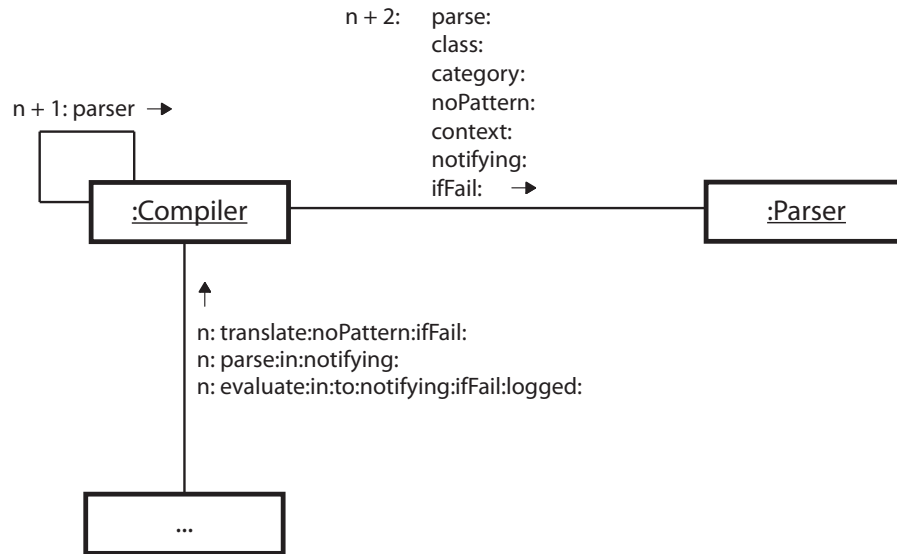 n + 2: parse:
class:
category:
noPattern:
context:
notifying:
ifFail:
n + 1: parser
:Compiler
:Parser
n: translate:noPattern:ifFail:
n: parse:in:notifying:
n: evaluate:in:to:notifying:ifFail:logged:
...